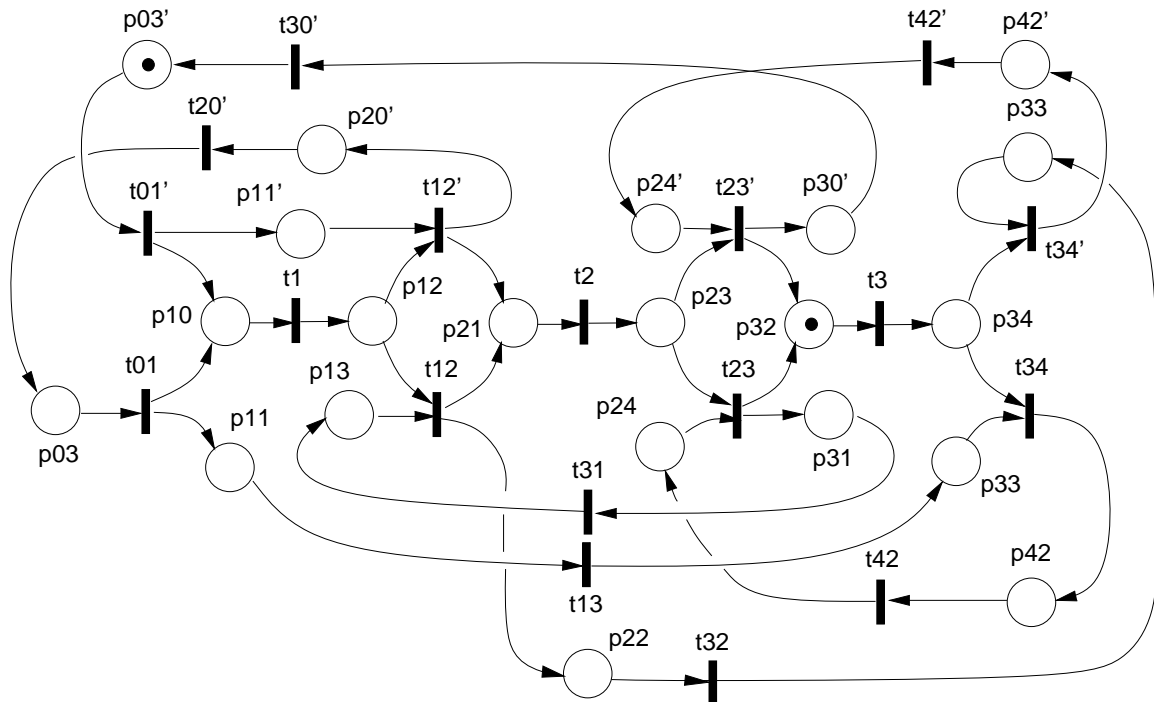 p03’
t30’
t42’
p42’
t20’
p20’
p33
t01’
p11’
t12’
p24’
t23’
p30’
t34’
p10
t1
p12
p21
t2
p23
p32
t3
p34
t01
p11
p13
t12
p24
t23
t34
p03
p31
p33
t31
t13
t42
p42
p22
t32